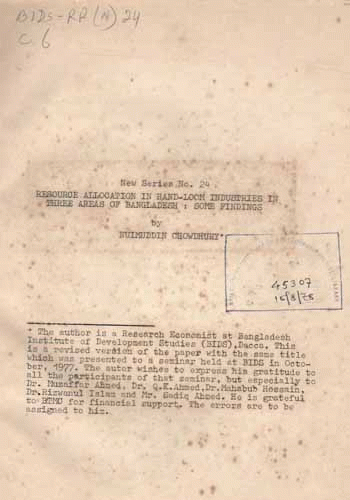 BIDS-RR(N) 24
C. 6
New Series No. 24
RESOURCE ALLOCATION IN HAND-LOOM INDUSTRIES IN
THREE AREAS OF BANGLADESH : SOME FINDINGS
by
NUIMUDDIN CHOWDHURY*
45307
16/8/78
* The author is a Research Economist at Bangladesh
Institute of Development Studies (BIDS),Dacca. This
is a revised version of the paper with the same title
which was presented to a seminar held at BIDS in Octo-
ber, 1977. The autor wishes to express his gratitude to
all the participants of that seminar, but especially to
Dr. Muzaffar Ahmed, Dr. Q.K.Ahmed,Dr.Mahabub Hossain,
Dr.Rizwanul Islam and Mr. Sadiq Ahmed. He is grateful
to BTMU for financial support. The errors are to be
assigned to him.